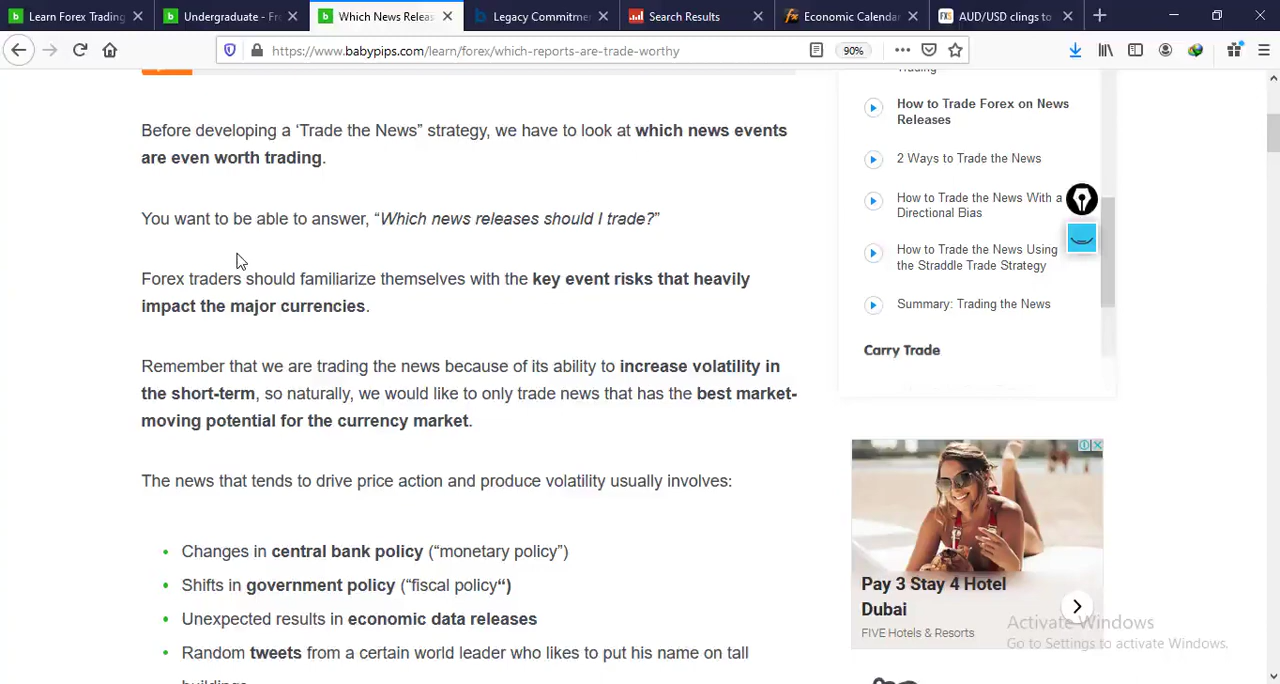 Learn Forex Trading
Undergraduate - Fr
Which News Releas
Legacy Commitme
Search Results
Economic Calenda
AUD/USD clings to
https://www.babypips.com/learn/forex/which-reports-are-trade-worthy
90%
Before developing a ‘Trade the News” strategy, we have to look at which news events
are even worth trading.
You want to be able to answer, “Which news releases should I trade?”
Forex traders should familiarize themselves with the key event risks that heavily
impact the major currencies.
Remember that we are trading the news because of its ability to increase volatility in
the short-term, so naturally, we would like to only trade news that has the best market-
moving potential for the currency market.
The news that tends to drive price action and produce volatility usually involves:
• Changes in central bank policy (“monetary policy”)
• Shifts in government policy (“fiscal policy“)
• Unexpected results in economic data releases
• Random tweets from a certain world leader who likes to put his name on tall
buildings
Trading
How to Trade Forex on News
Releases
2 Ways to Trade the News
How to Trade the News With a
Directional Bias
How to Trade the News Using
the Straddle Trade Strategy
Summary: Trading the News
Carry Trade
Pay 3 Stay 4 Hotel
Dubai
FIVE Hotels & Resorts
Activate Windows
Go to Settings to activate Windows.